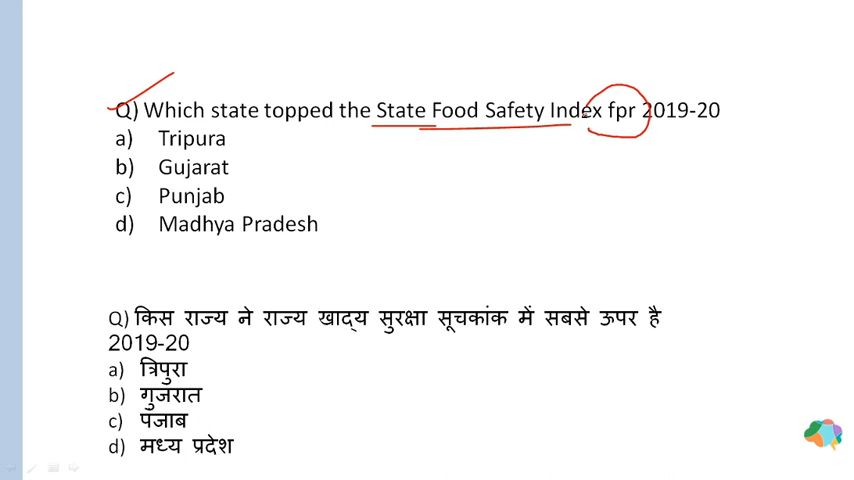 Q) Which state topped the State Food Safety Index fpr 2019-20
a) Tripura
b) Gujarat
c) Punjab
d) Madhya Pradesh
Q) किस राज्य ने राज्य खाद्य सुरक्षा सूचकांक में सबसे ऊपर है
2019-20
a) त्रिपुरा
b) गुजरात
c) पंजाब
d) मध्य प्रदेश